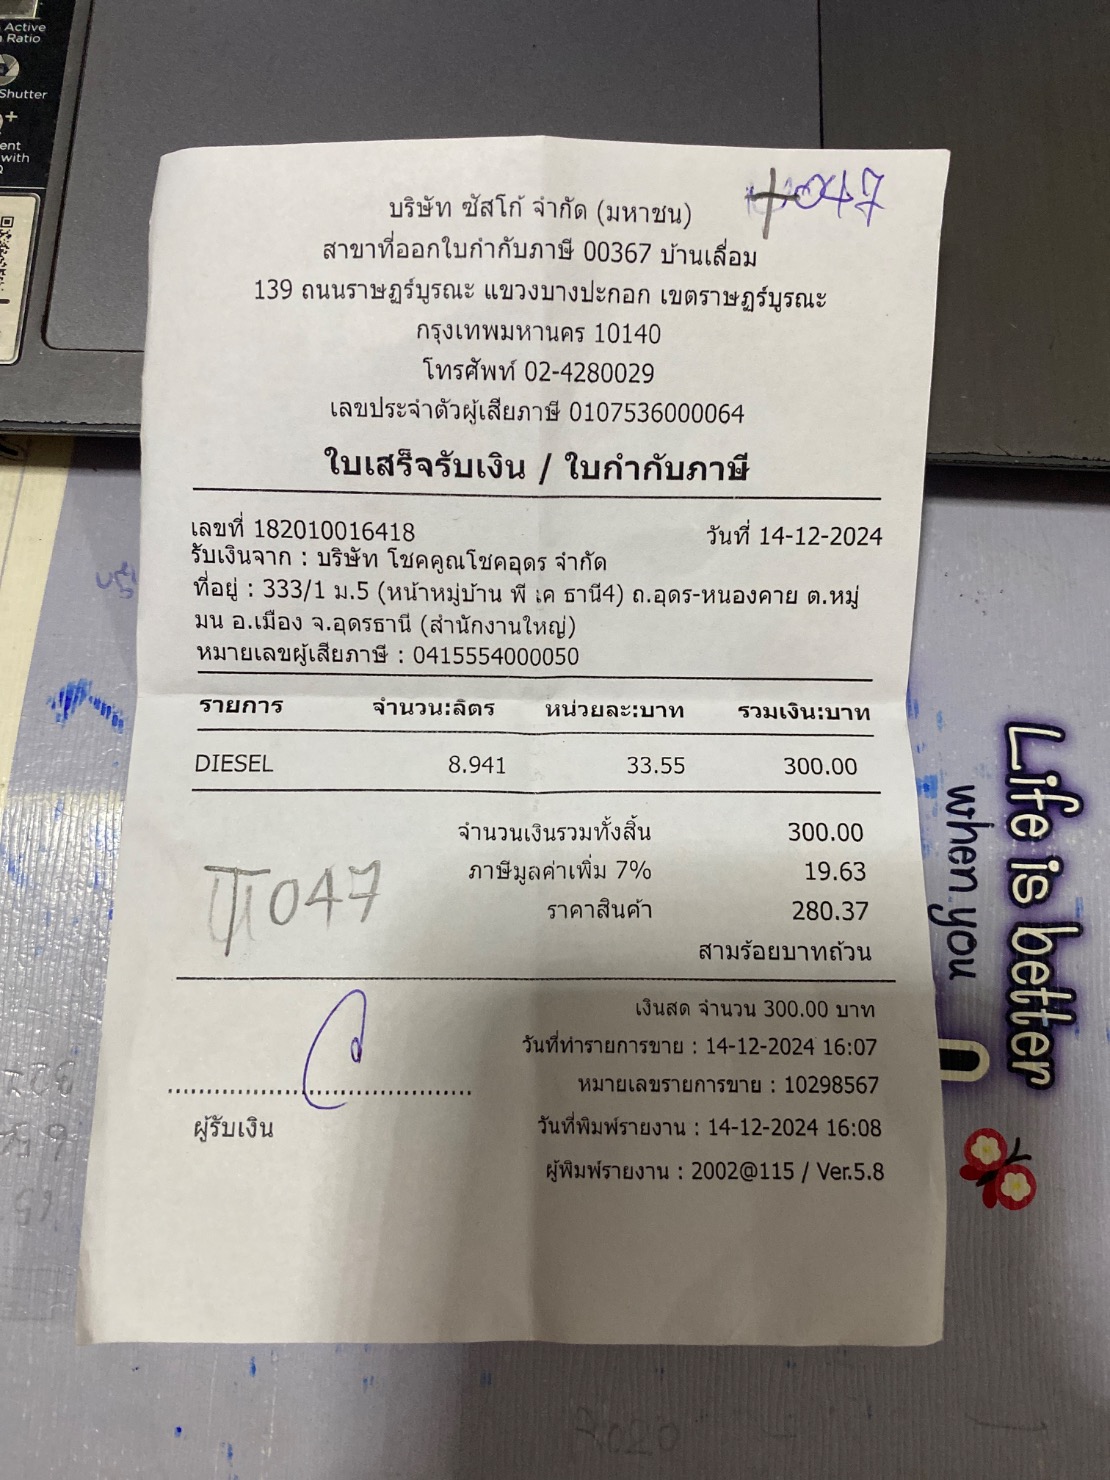 Active
Ratio
Shutter
ent
with
047
บริษัท ซัสโก้ จำกัด (มหาชน)
สาขาที่ออกใบกำกับภาษี 00367 บ้านเลื่อม
139 ถนนราษฎร์บูรณะ แขวงบางปะกอก เขตราษฎร์บูรณะ
กรุงเทพมหานคร 10140
โทรศัพท์ 02-4280029
เลขประจำตัวผู้เสียภาษี 0107536000064
ใบเสร็จรับเงิน / ใบกำกับภาษี
เลขที่ 182010016418 วันที่ 14-12-2024
รับเงินจาก : บริษัท โชคคูณโชคอุดร จำกัด
ที่อยู่ : 333/1 ม.5 (หน้าหมู่บ้าน พี เค ธานี4) ถ.อุดร-หนองคาย ต.หมู่
มน อ.เมือง จ.อุดรธานี (สำนักงานใหญ่)
หมายเลขผู้เสียภาษี : 0415554000050
รายการ จำนวน:ลิตร หน่วยละ:บาท รวมเงิน:บาท
DIESEL 8.941 33.55 300.00
จำนวนเงินรวมทั้งสิ้น 300.00
ภาษีมูลค่าเพิ่ม 7% 19.63
ราคาสินค้า 280.37
047
สามร้อยบาทถ้วน
เงินสด จำนวน 300.00 บาท
วันที่ทำรายการขาย : 14-12-2024 16:07
หมายเลขรายการขาย : 10298567
ผู้รับเงิน
วันที่พิมพ์รายงาน : 14-12-2024 16:08
ผู้พิมพ์รายงาน : 2002@115 / Ver.5.8
Life is better
when you